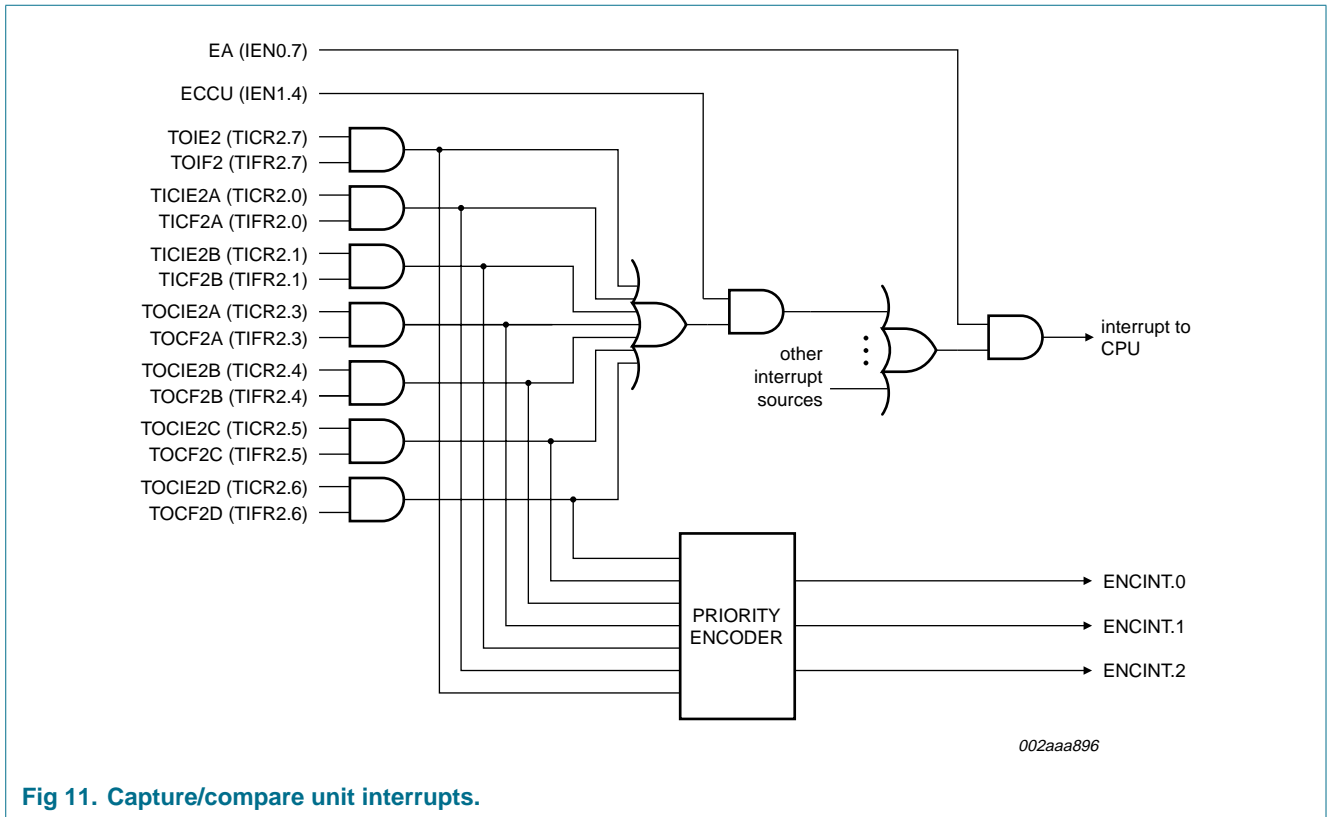 EA (IEN0.7)
ECCU (IEN1.4)
TOIE2 (TICR2.7)
TOIF2 (TIFR2.7)
TICIE2A (TICR2.0)
TICF2A (TIFR2.0)
TICIE2B (TICR2.1)
TICF2B (TIFR2.1)
TOCIE2A (TICR2.3)
TOCF2A (TIFR2.3)
TOCIE2B (TICR2.4)
TOCF2B (TIFR2.4)
TOCIE2C (TICR2.5)
TOCF2C (TIFR2.5)
TOCIE2D (TICR2.6)
TOCF2D (TIFR2.6)
other
interrupt
sources
interrupt to
CPU
PRIORITY
ENCODER
ENCINT.0
ENCINT.1
ENCINT.2
002aaa896
Fig 11. Capture/compare unit interrupts.